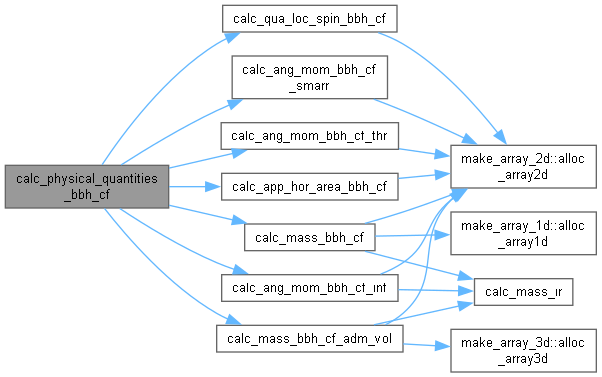 calc_physical_quantities
_bbh_cf
calc_qua_loc_spin_bbh_cf
calc_ang_mom_bbh_cf
_smarr
calc_ang_mom_bbh_cf_thr
calc_app_hor_area_bbh_cf
calc_mass_bbh_cf
calc_ang_mom_bbh_cf_inf
calc_mass_bbh_cf_adm_vol
make_array_2d::alloc
_array2d
make_array_1d::alloc
_array1d
calc_mass_ir
make_array_3d::alloc
_array3d